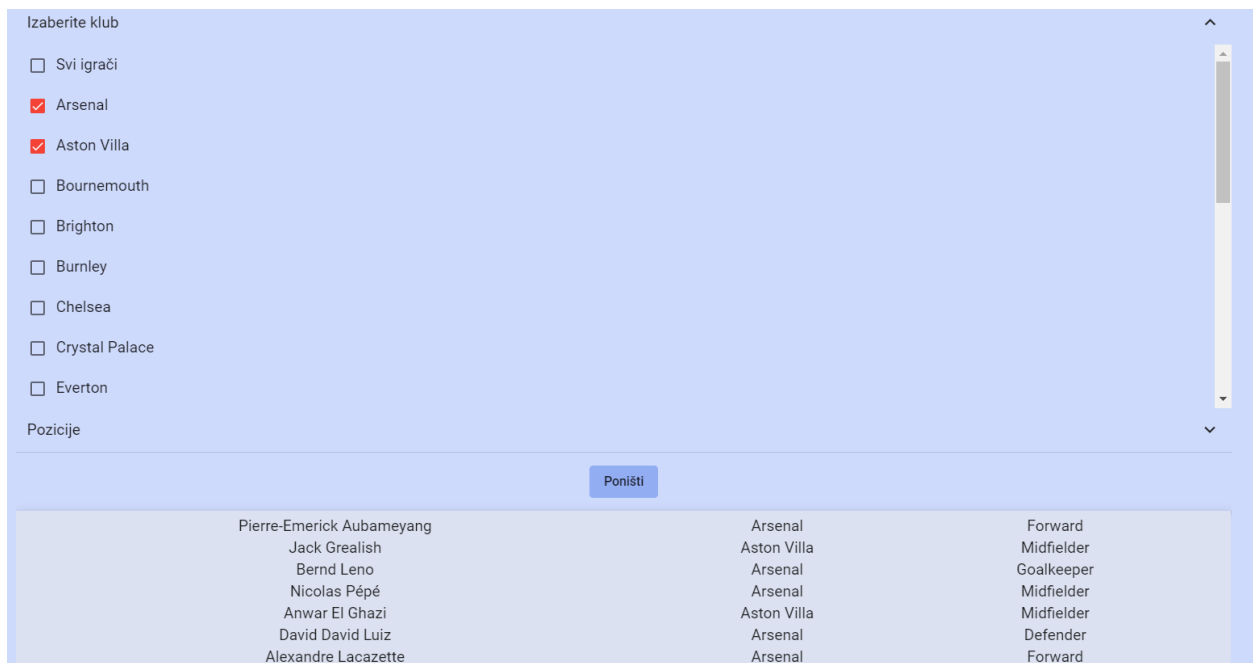 Izaberite klub
Svi igrači
Arsenal
Aston Villa
Bournemouth
Brighton
Burnley
Chelsea
Crystal Palace
Everton
Pozicije
Poništi
Pierre-Emerick Aubameyang Arsenal Forward
Jack Grealish Aston Villa Midfielder
Bernd Leno Arsenal Goalkeeper
Nicolas Pépé Arsenal Midfielder
Anwar El Ghazi Aston Villa Midfielder
David David Luiz Arsenal Defender
Alexandre Lacazette Arsenal Forward